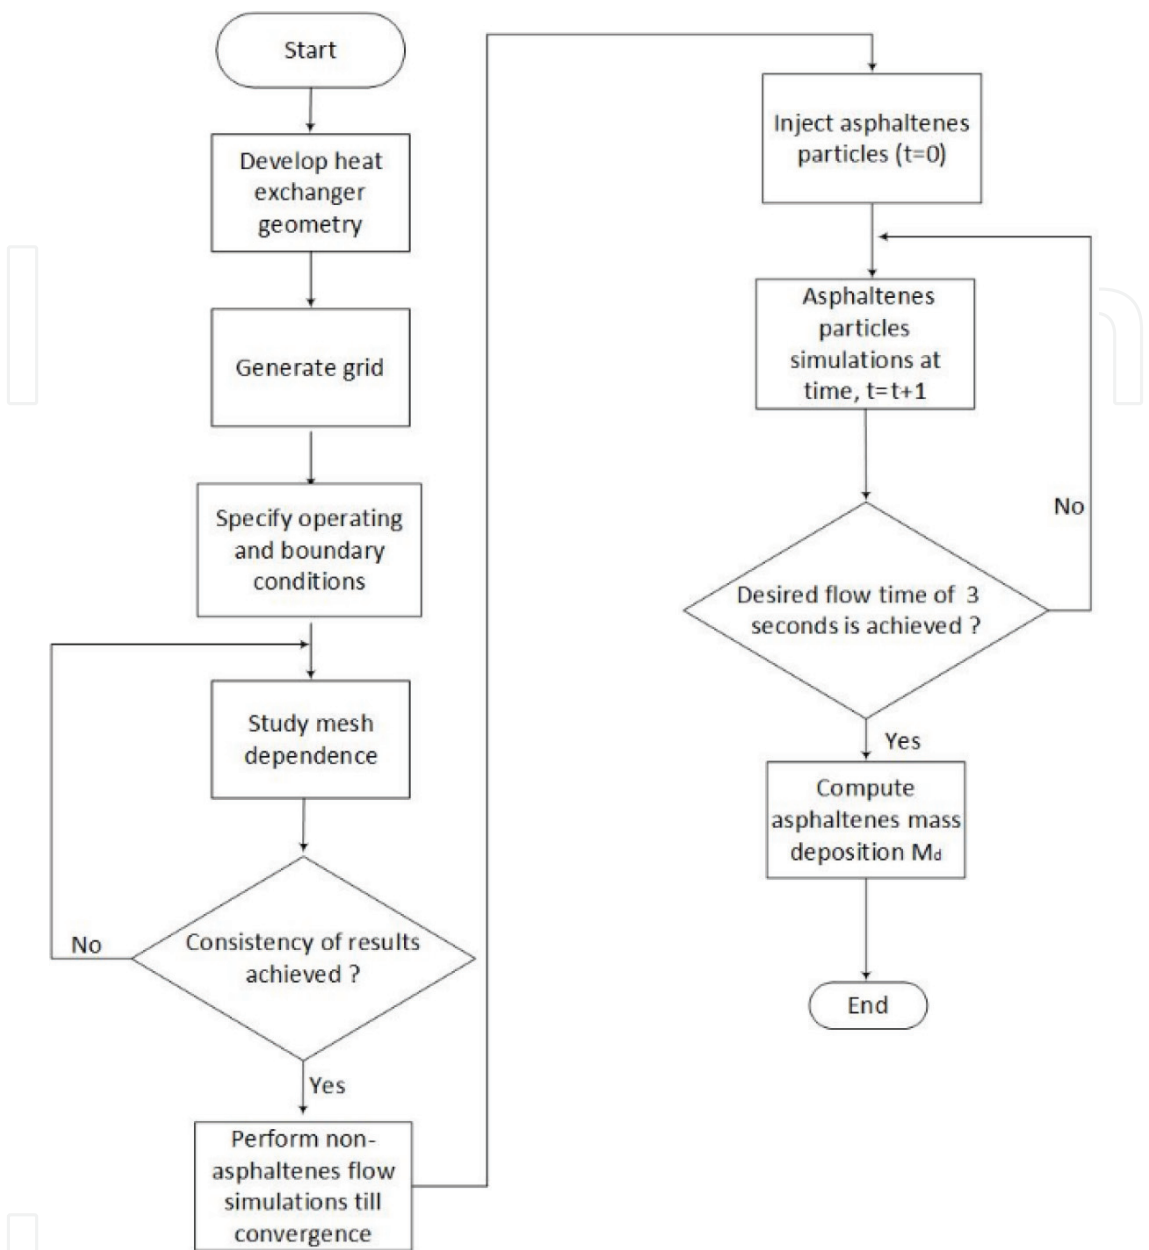 Start
Develop heat
exchanger
geometry
Generate grid
Specify operating
and boundary
conditions
Study mesh
dependence
Consistency of results
achieved ?
No
Yes
Perform non-
asphaltenes flow
simulations till
convergence
Inject asphaltenes
particles (t=0)
Asphaltenes
particles
simulations at
time, t=t+1
Desired flow time of 3
seconds is achieved ?
No
Yes
Compute
asphaltenes mass
deposition Md
End